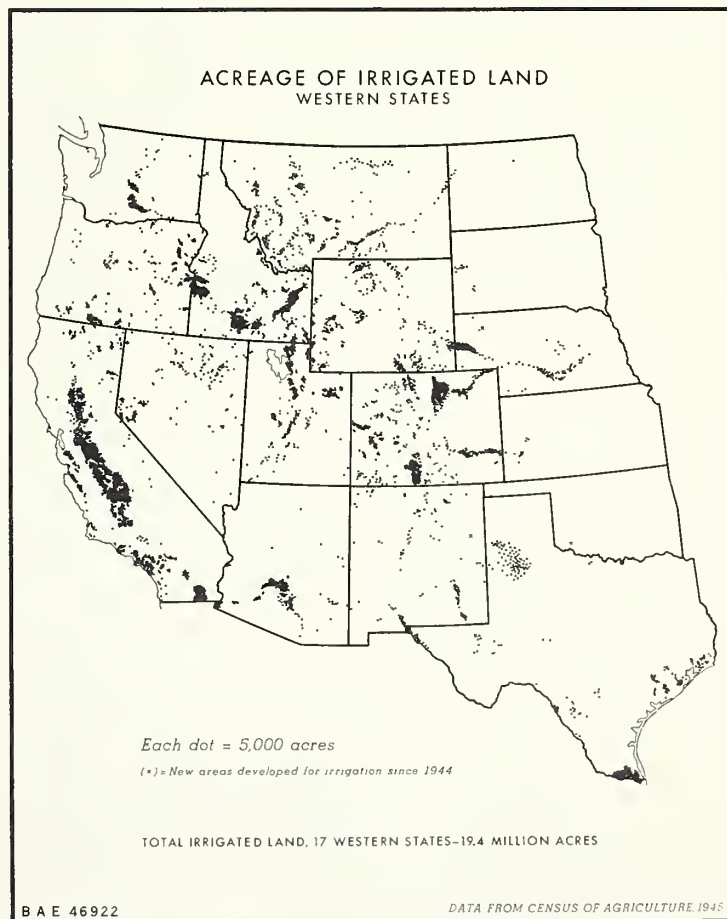 ACREAGE OF IRRIGATED LAND
WESTERN STATES
Each dot = 5,000 acres
(×)= New areas developed for irrigation since 1944
TOTAL IRRIGATED LAND, 17 WESTERN STATES–19.4 MILLION ACRES
B A E 46922
DATA FROM CENSUS OF AGRICULTURE, 1945